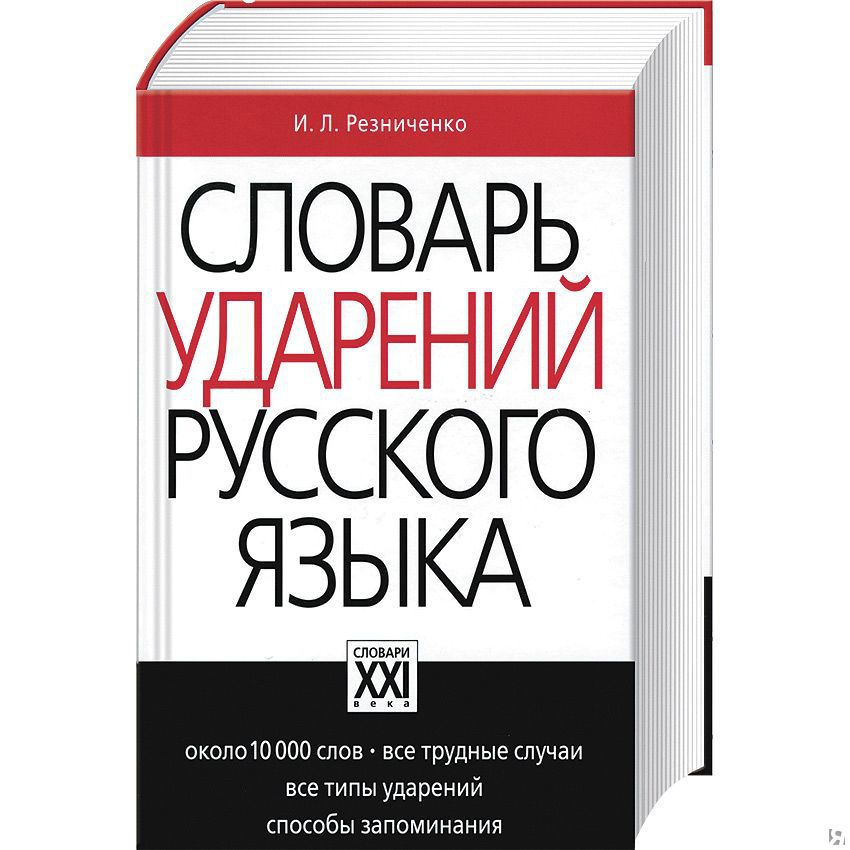 И. Л. Резниченко
СЛОВАРЬ
УДАРЕНИЙ
РУССКОГО
ЯЗЫКА
СЛОВАРИ
XXI
века
около 10 000 слов • все трудные случаи
все типы ударений
способы запоминания
Я